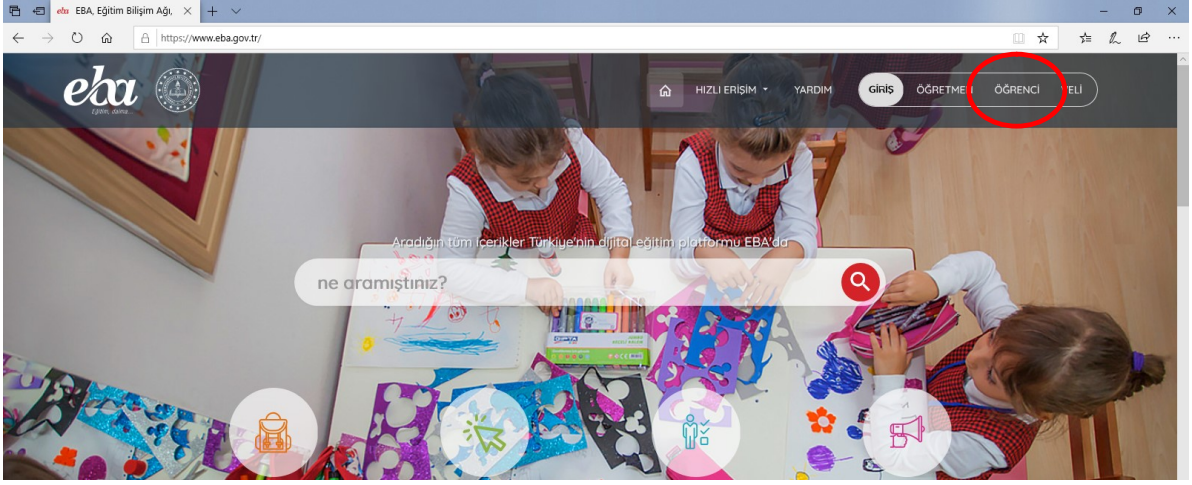 EBA, Eğitim Bilişim Ağı,
https://www.eba.gov.tr/
eba
Eğitim, daima...
HIZLI ERİŞİM
YARDIM
GİRİŞ
ÖĞRETMEN
ÖĞRENCİ
VELİ
Aradığın tüm içerikler Türkiye'nin dijital eğitim platformu EBA'da
ne aramıştınız?